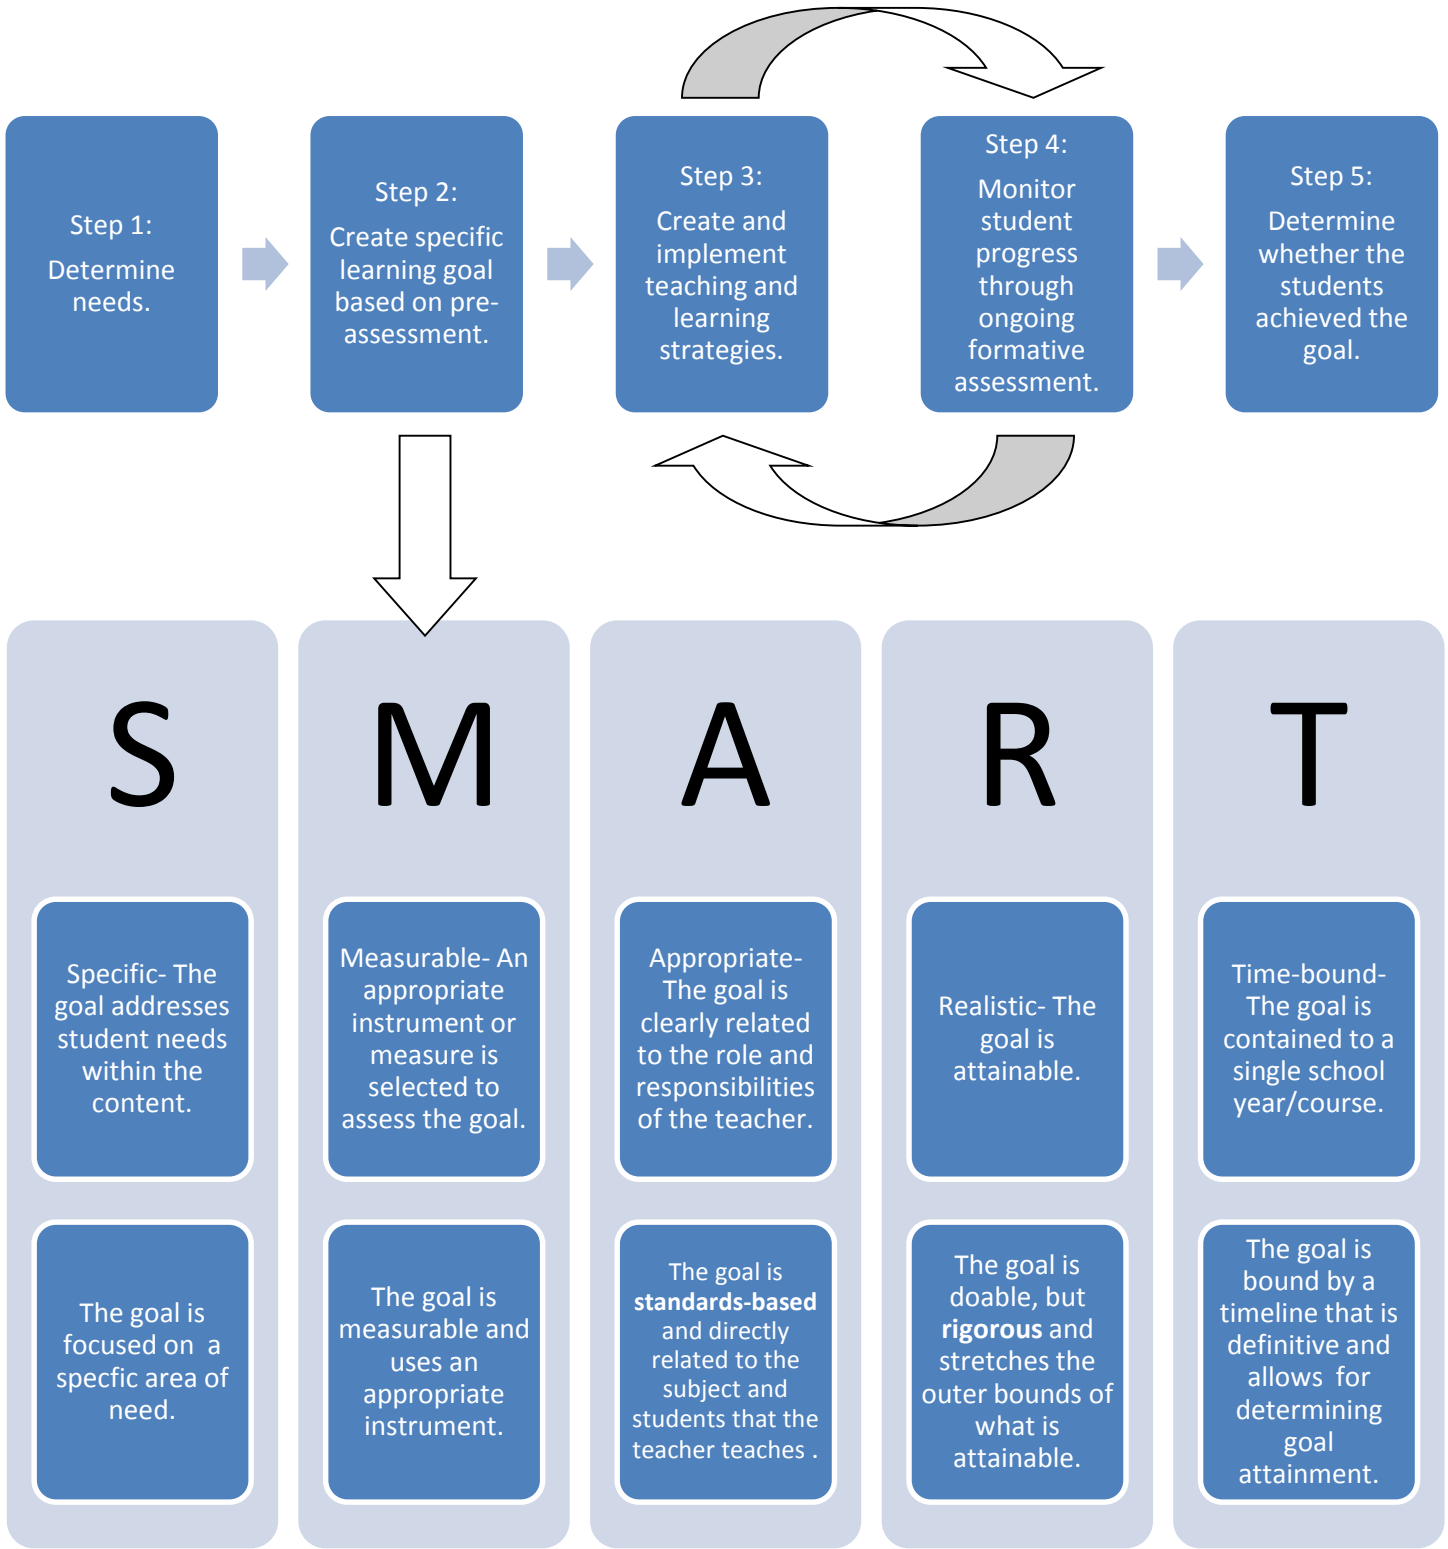 Step 1:
Determine
needs.
Step 2:
Create specific
learning goal
based on pre-
assessment.
Step 3:
Create and
implement
teaching and
learning
strategies.
Step 4:
Monitor
student
progress
through
ongoing
formative
assessment.
Step 5:
Determine
whether the
students
achieved the
goal.
S
Specific- The
goal addresses
student needs
within the
content.
The goal is
focused on  a
specfic area of
need.
M
Measurable- An
appropriate
instrument or
measure is
selected to
assess the goal.
The goal is
measurable and
uses an
appropriate
instrument.
A
Appropriate-
The goal is
clearly related
to the role and
responsibilities
of the teacher.
The goal is
standards-based
and directly
related to the
subject and
students that the
teacher teaches .
R
Realistic- The
goal is
attainable.
The goal is
doable, but
rigorous and
stretches the
outer bounds of
what is
attainable.
T
Time-bound-
The goal is
contained to a
single school
year/course.
The goal is
bound by a
timeline that is
definitive and
allows  for
determining
goal
attainment.